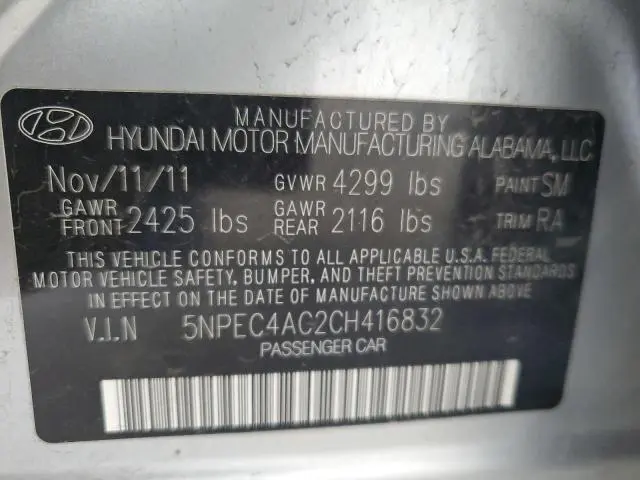 MANUFACTURED BY
HYUNDAI MOTOR MANUFACTURING ALABAMA, LLC
Nov/11/11 GVWR 4299 lbs PAINT SM
GAWR FRONT 2425 lbs GAWR REAR 2116 lbs TRIM RA
THIS VEHICLE CONFORMS TO ALL APPLICABLE U.S.A. FEDERAL
MOTOR VEHICLE SAFETY, BUMPER, AND THEFT PREVENTION STANDARDS
IN EFFECT ON THE DATE OF MANUFACTURE SHOWN ABOVE.
V.I.N 5NPEC4AC2CH416832
PASSENGER CAR